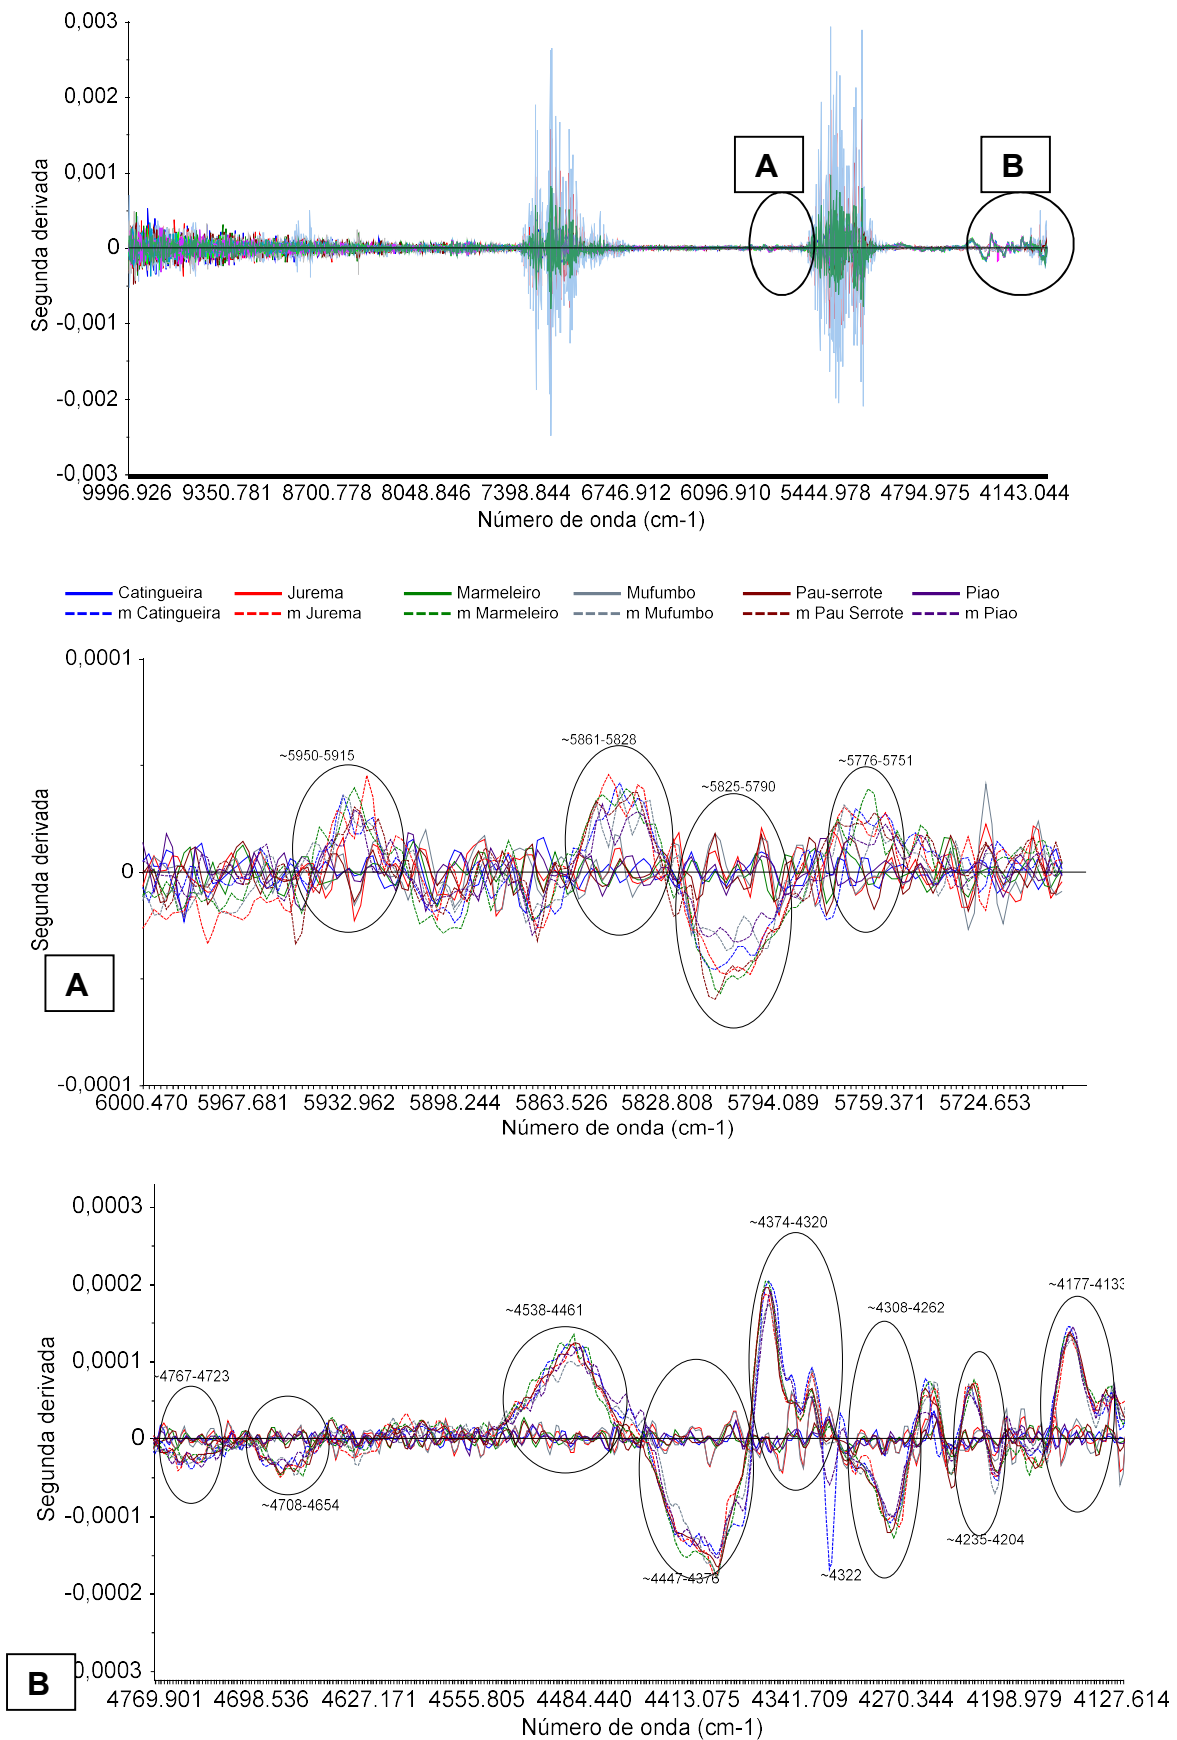 0,003
0,002
0,001
0
-0,001
-0,002
-0,003
Segunda derivada
A
B
9996.926 9350.781 8700.778 8048.846 7398.844 6746.912 6096.910 5444.978 4794.975 4143.044
Número de onda (cm-1)
Catingueira Jurema Marmeleiro Mufumbo Pau-serrote Piao
m Catingueira m Jurema m Marmeleiro m Mufumbo m Pau Serrote m Piao
0,0001
0
-0,0001
Segunda derivada
~5950-5915
~5861-5828
~5825-5790
~5776-5751
A
6000.470 5967.681 5932.962 5898.244 5863.526 5828.808 5794.089 5759.371 5724.653
Número de onda (cm-1)
0,0003
0,0002
0,0001
0
-0,0001
-0,0002
0,0003
Segunda derivada
~4767-4723
~4708-4654
~4538-4461
~4447-4376
~4374-4320
~4322
~4308-4262
~4235-4204
~4177-4133
B
4769.901 4698.536 4627.171 4555.805 4484.440 4413.075 4341.709 4270.344 4198.979 4127.614
Número de onda (cm-1)